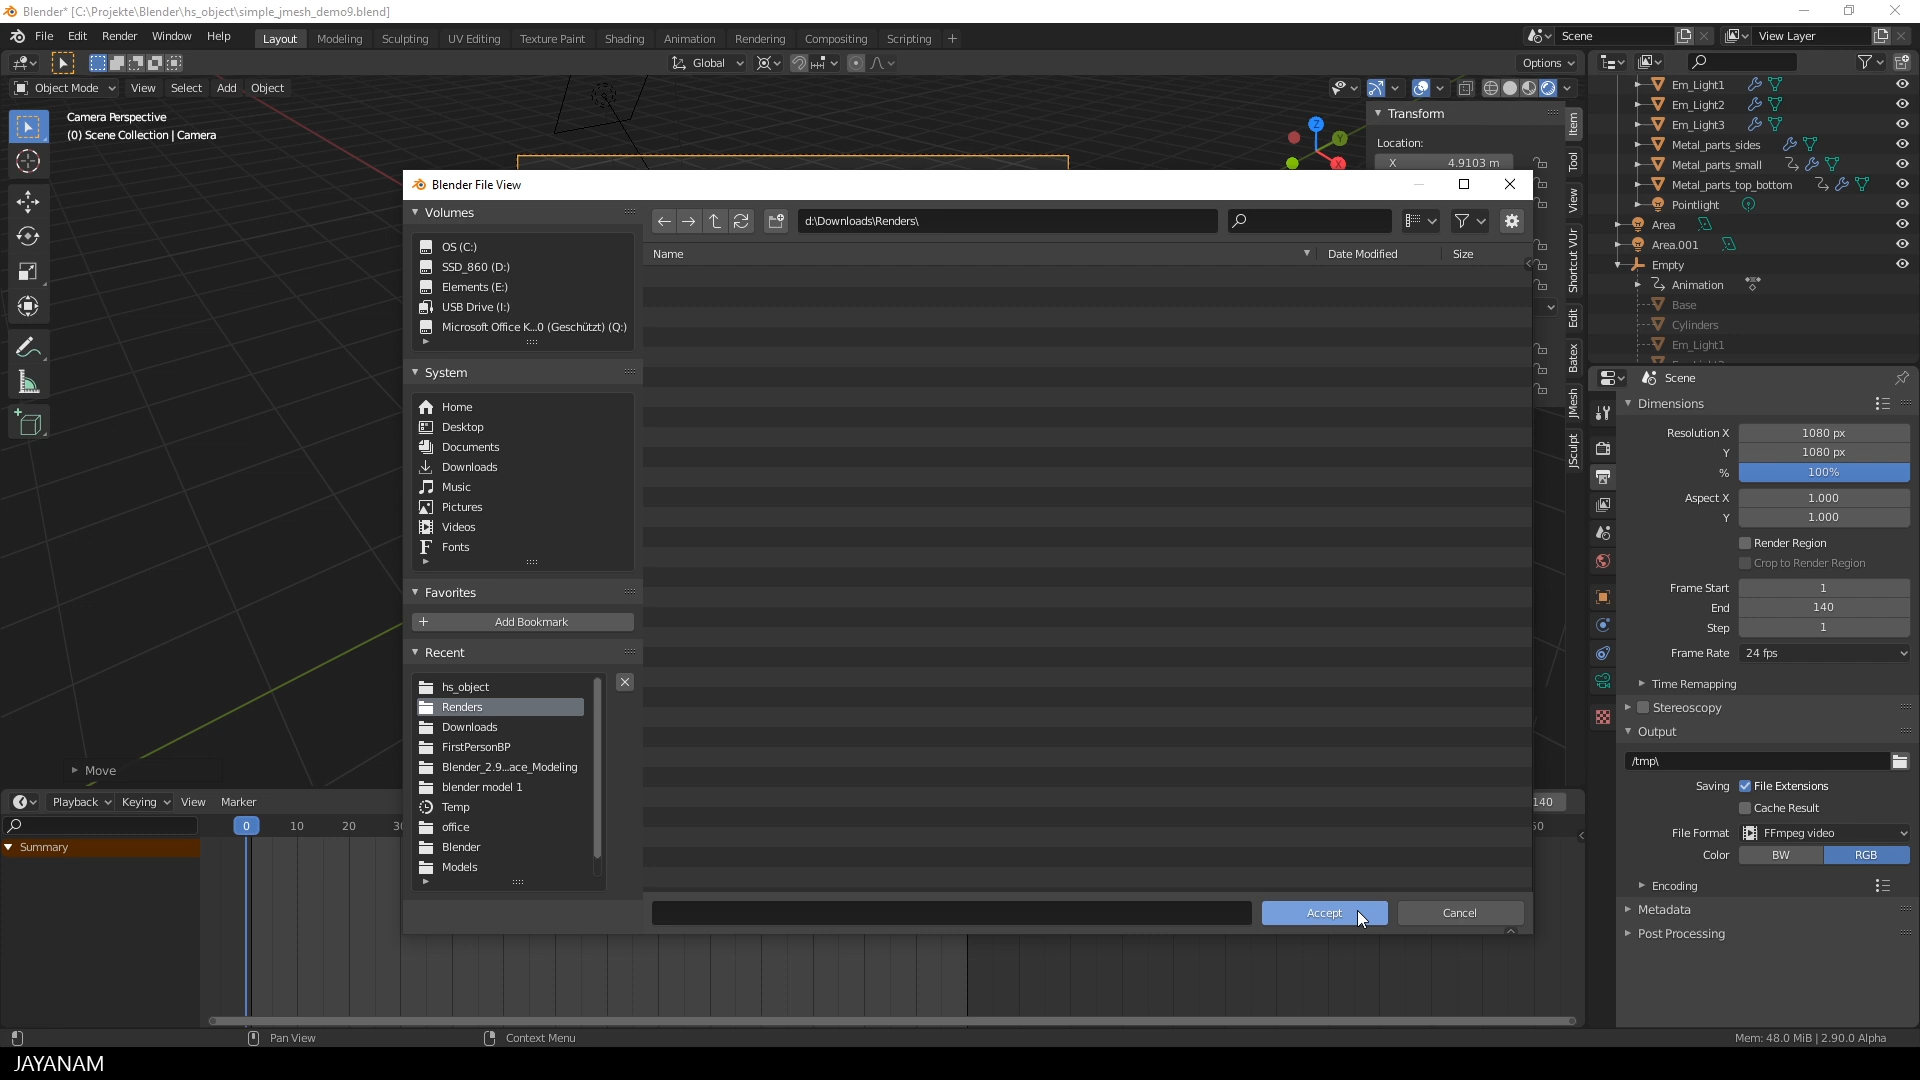 Blender* [C:\Projekte\Blender\hs_object\simple_jmesh_demo9.blend]
File Edit Render Window Help Layout Modeling Sculpting UV Editing Texture Paint Shading Animation Rendering Compositing Scripting + Scene View Layer
Global Options
Object Mode View Select Add Object
Camera Perspective
(0) Scene Collection | Camera
Transform
Location:
X 4.9103 m
Z
Y
X
Item
Tool
View
Shortcut VUr
Edit
Batex
JMesh
JSculpt
Em_Light1
Em_Light2
Em_Light3
Metal_parts_sides
Metal_parts_small
Metal_parts_top_bottom
Pointlight
Area
Area.001
Empty
Animation
Base
Cylinders
Em_Light1
Blender File View
Volumes
OS (C:)
SSD_860 (D:)
Elements (E:)
USB Drive (I:)
Microsoft Office K...0 (Geschützt) (Q:)
System
Home
Desktop
Documents
Downloads
Music
Pictures
Videos
Fonts
Favorites
Add Bookmark
Recent
hs_object
Renders
Downloads
FirstPersonBP
Blender_2.9...ace_Modeling
blender model 1
Temp
office
Blender
Models
d:\Downloads\Renders\
Name Date Modified Size
Accept Cancel
Scene
Dimensions
Resolution X 1080 px
Y 1080 px
% 100%
Aspect X 1.000
Y 1.000
Render Region
Crop to Render Region
Frame Start 1
End 140
Step 1
Frame Rate 24 fps
Time Remapping
Stereoscopy
Output
/tmp\
Saving File Extensions
Cache Result
File Format FFmpeg video
Color BW RGB
Encoding
Metadata
Post Processing
Move
Playback Keying View Marker
140
0 10 20
Summary
Pan View Context Menu
Mem: 48.0 MiB | 2.90.0 Alpha
JAYANAM